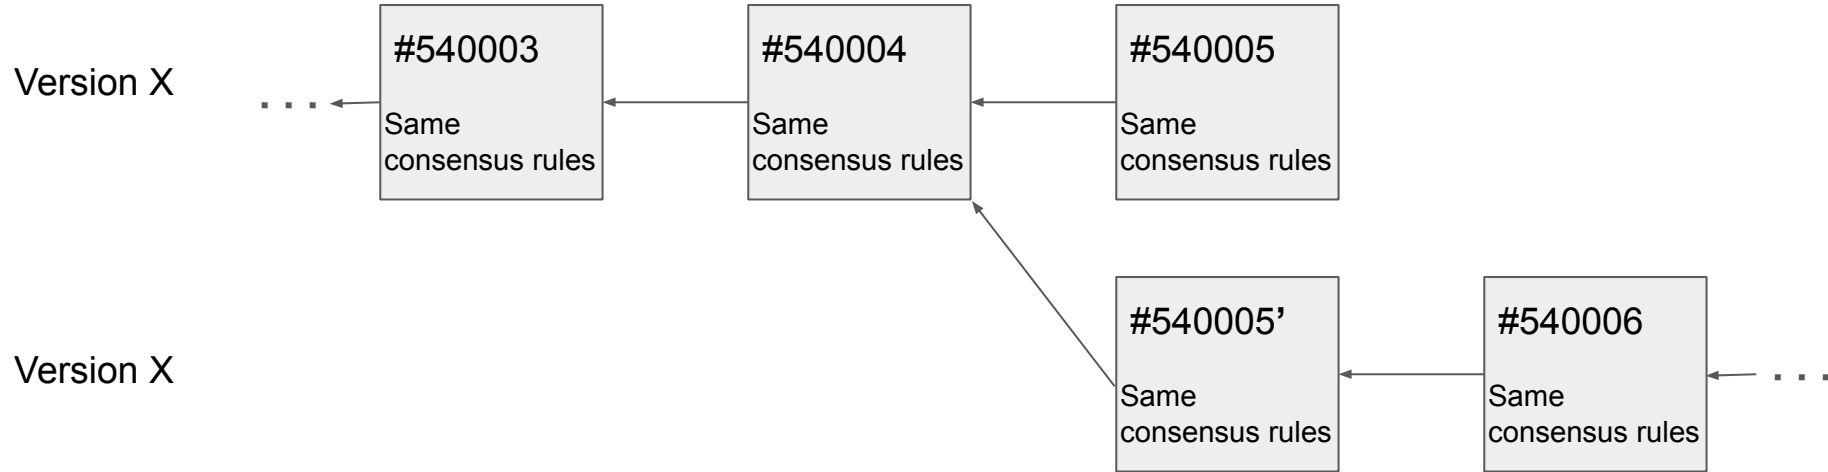 Version X
. . .
#540003
Same
consensus rules
#540004
Same
consensus rules
#540005
Same
consensus rules
Version X
#540005’
Same
consensus rules
#540006
Same
consensus rules
. . .